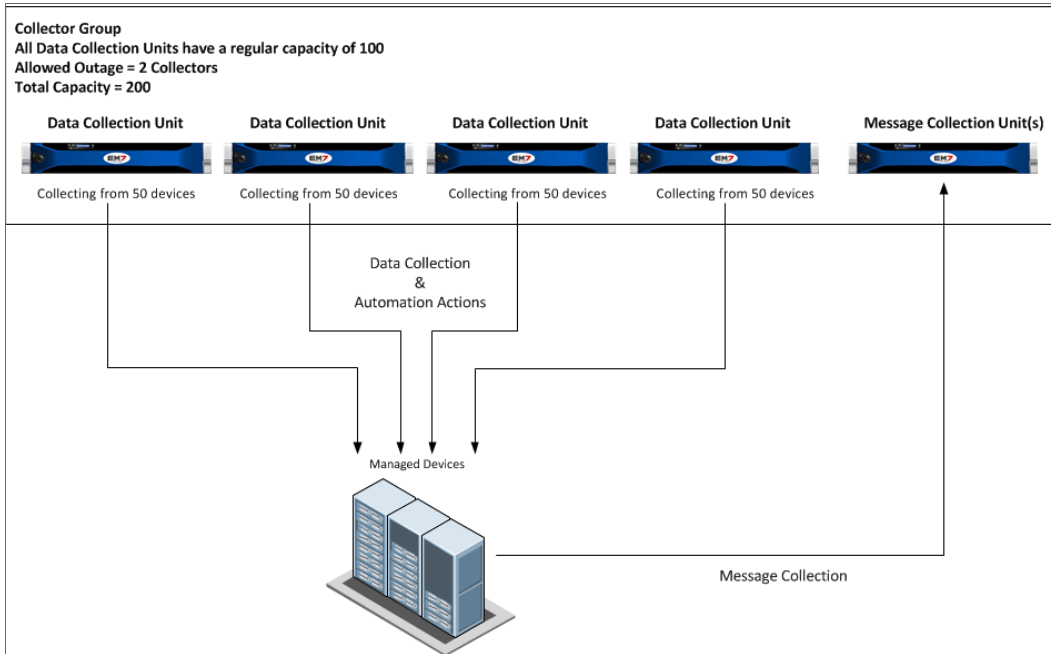 Collector Group
All Data Collection Units have a regular capacity of 100
Allowed Outage = 2 Collectors
Total Capacity = 200
Data Collection Unit
Data Collection Unit
Data Collection Unit
Data Collection Unit
Message Collection Unit(s)
EM7
EM7
EM7
EM7
EM7
Collecting from 50 devices
Collecting from 50 devices
Collecting from 50 devices
Collecting from 50 devices
Data Collection
&
Automation Actions
Managed Devices
Message Collection